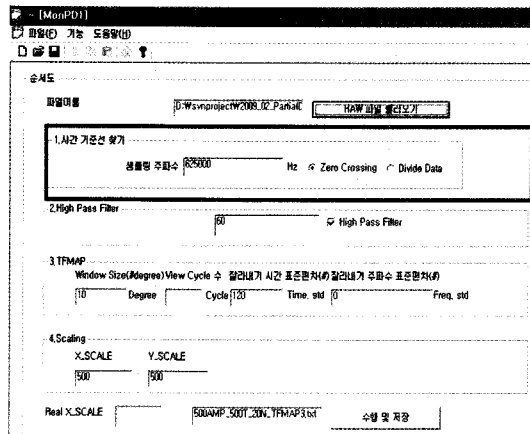 - [MonPD1]
파일(F) 기능 도움말(H)
순서도
파일이름 D:\svnproject\2009_02_Partial RAW 파일 불러오기
1.시간 기준선 찾기
샘플링 주파수 625000 Hz Zero Crossing Divide Data
2.High Pass Filter
60 High Pass Filter
3.TFMAP
Window Size(#degree) View Cycle 수 잘라내기 시간 표준편차(#) 잘라내기 주파수 표준편차(#)
10 Degree Cycle 120 Time. std 0 Freq. std
4.Scaling
X_SCALE Y_SCALE
500 500
Real X_SCALE 500AMP_500T_20N_TFMAP3.txt 수행 및 저장